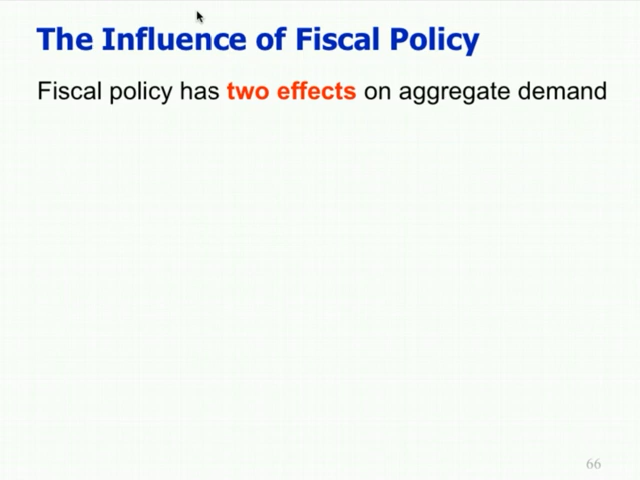 The Influence of Fiscal Policy
Fiscal policy has two effects on aggregate demand
66